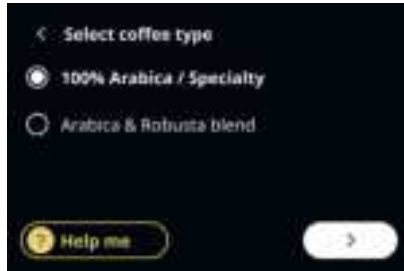 < Select coffee type
100% Arabica / Specialty
Arabica & Robusta blend
? Help me
>